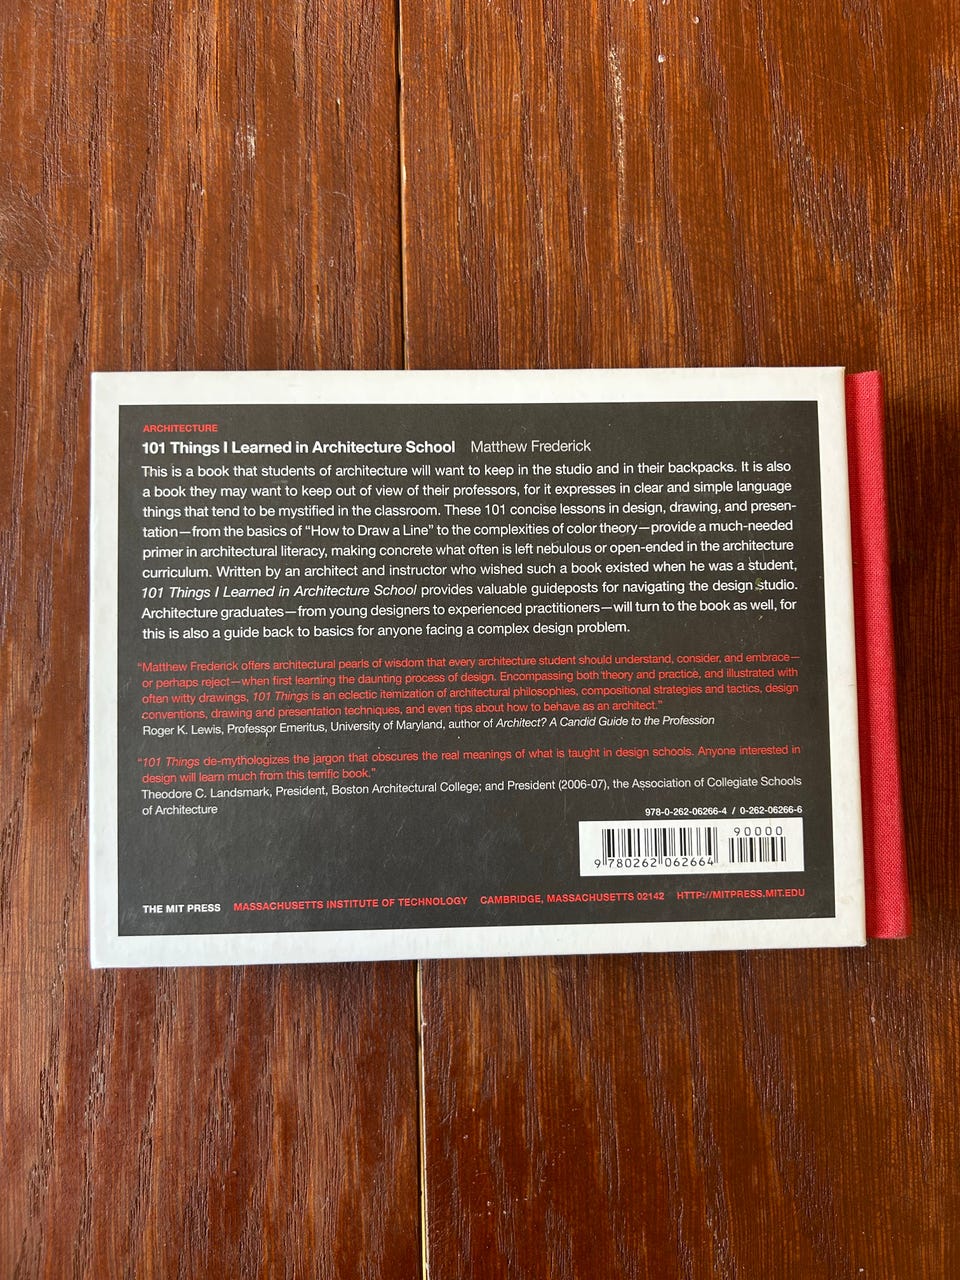 ARCHITECTURE
101 Things I Learned in Architecture School Matthew Frederick
This is a book that students of architecture will want to keep in the studio and in their backpacks. It is also
a book they may want to keep out of view of their professors, for it expresses in clear and simple language
things that tend to be mystified in the classroom. These 101 concise lessons in design, drawing, and presen-
tation—from the basics of “How to Draw a Line” to the complexities of color theory—provide a much-needed
primer in architectural literacy, making concrete what often is left nebulous or open-ended in the architecture
curriculum. Written by an architect and instructor who wished such a book existed when he was a student,
101 Things I Learned in Architecture School provides valuable guideposts for navigating the design studio.
Architecture graduates—from young designers to experienced practitioners—will turn to the book as well, for
this is also a guide back to basics for anyone facing a complex design problem.
“Matthew Frederick offers architectural pearls of wisdom that every architecture student should understand, consider, and embrace—
or perhaps reject—when first learning the daunting process of design. Encompassing both theory and practice, and illustrated with
often witty drawings, 101 Things is an eclectic itemization of architectural philosophies, compositional strategies and tactics, design
conventions, drawing and presentation techniques, and even tips about how to behave as an architect.”
Roger K. Lewis, Professor Emeritus, University of Maryland, author of Architect? A Candid Guide to the Profession
“101 Things de-mythologizes the jargon that obscures the real meanings of what is taught in design schools. Anyone interested in
design will learn much from this terrific book.”
Theodore C. Landsmark, President, Boston Architectural College; and President (2006-07), the Association of Collegiate Schools
of Architecture
978-0-262-06266-4 / 0-262-06266-6
90000
9 780262 062664
THE MIT PRESS MASSACHUSETTS INSTITUTE OF TECHNOLOGY CAMBRIDGE, MASSACHUSETTS 02142 HTTP://MITPRESS.MIT.EDU